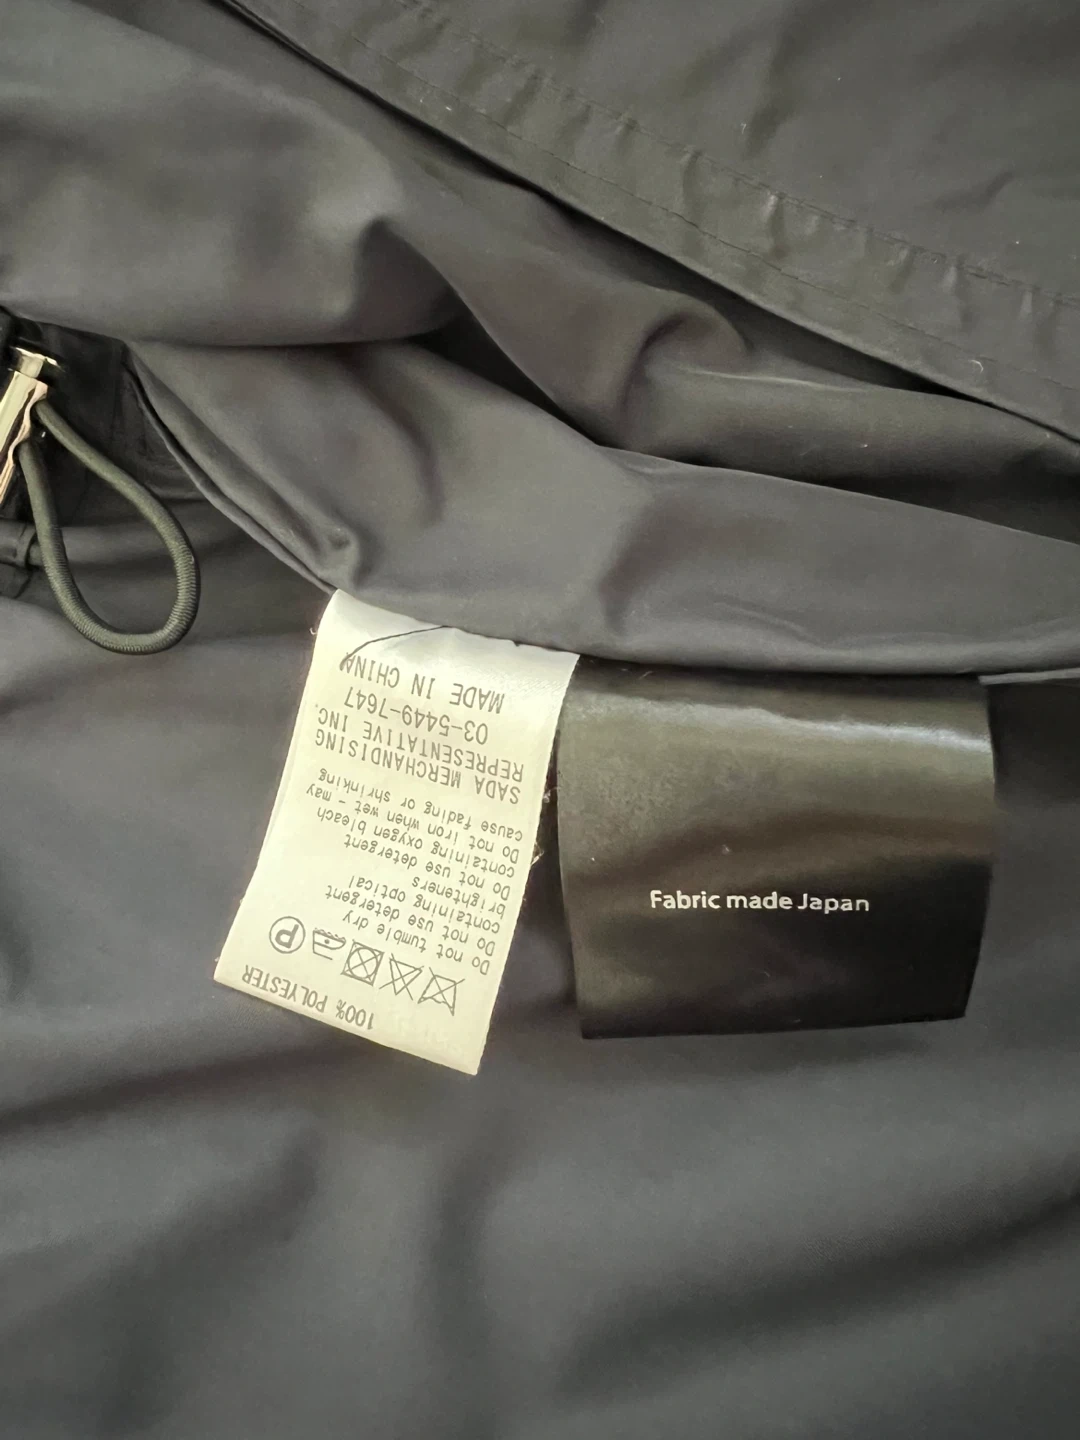 100% POLYESTER
Do not tumble dry
Do not use detergent
containing optical
brighteners
Do not use detergent
containing oxygen bleach
Do not iron when wet - may
cause fading or shrinking
SADA MERCHANDISING
REPRESENTATIVE INC.
03-5449-7647
MADE IN CHINA
Fabric made Japan